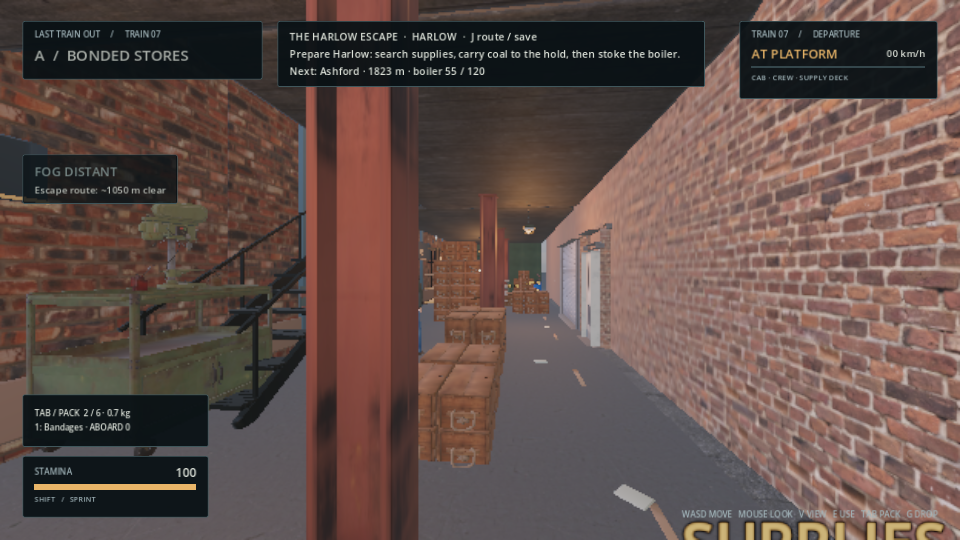 LAST TRAIN OUT / TRAIN 07
A / BONDED STORES
THE HARLOW ESCAPE · HARLOW · J route / save
Prepare Harlow: search supplies, carry coal to the hold, then stoke the boiler.
Next: Ashford · 1823 m · boiler 55 / 120
TRAIN 07 / DEPARTURE
AT PLATFORM 00 km/h
CAB · CREW · SUPPLY DECK
FOG DISTANT
Escape route: ~1050 m clear
TAB / PACK 2 / 6 · 0.7 kg
1: Bandages · ABOARD 0
STAMINA 100
SHIFT / SPRINT
WASD MOVE MOUSE LOOK V VIEW E USE TAB PACK G DROP
SUPPLIES